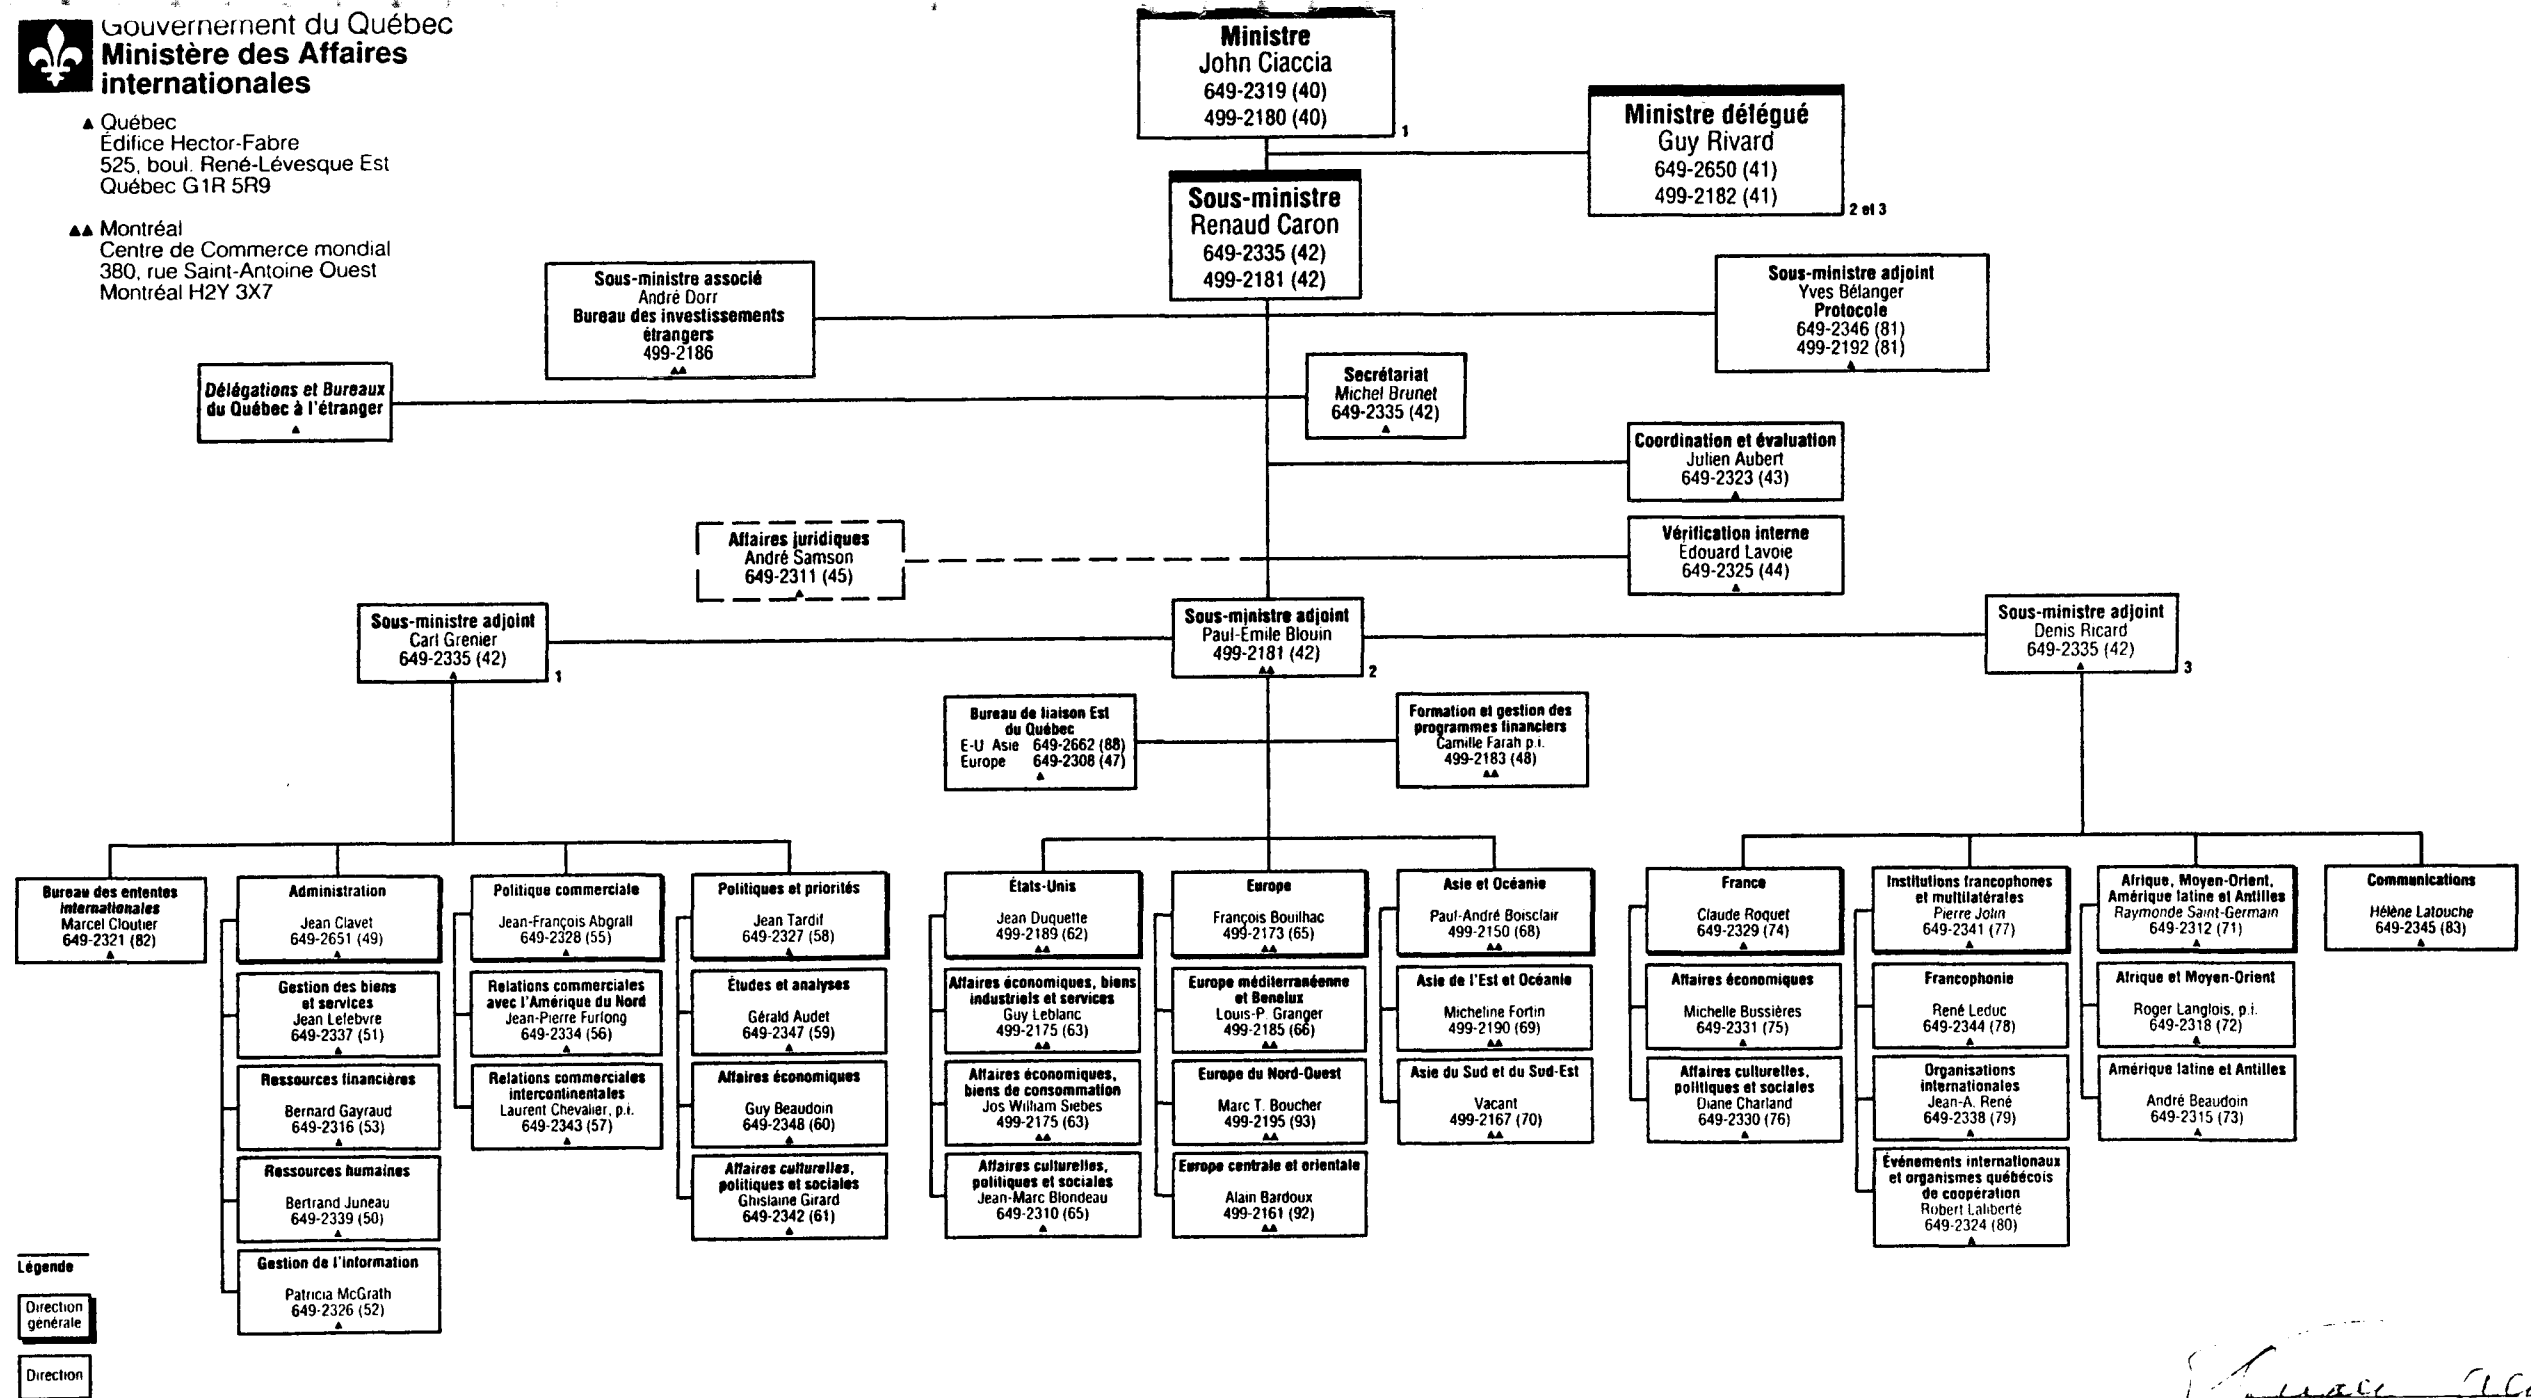 Gouvernement du Québec
Ministère des Affaires
internationales
▲ Québec
Édifice Hector-Fabre
525, boul. René-Lévesque Est
Québec G1R 5R9
▲▲ Montréal
Centre de Commerce mondial
380, rue Saint-Antoine Ouest
Montréal H2Y 3X7
Ministre
John Ciaccia
649-2319 (40)
499-2180 (40)
1
Ministre délégué
Guy Rivard
649-2650 (41)
499-2182 (41)
2 et 3
Sous-ministre
Renaud Caron
649-2335 (42)
499-2181 (42)
Sous-ministre associé
André Dorr
Bureau des investissements
étrangers
499-2186
▲▲
Sous-ministre adjoint
Yves Bélanger
Protocole
649-2346 (81)
499-2192 (81)
▲
Délégations et Bureaux
du Québec à l'étranger
▲
Secrétariat
Michel Brunet
649-2335 (42)
▲
Coordination et évaluation
Julien Aubert
649-2323 (43)
▲
Affaires juridiques
André Samson
649-2311 (45)
▲
Vérification interne
Édouard Lavoie
649-2325 (44)
▲
Sous-ministre adjoint
Carl Grenier
649-2335 (42)
▲
1
Sous-ministre adjoint
Paul-Émile Blouin
499-2181 (42)
▲▲
2
Sous-ministre adjoint
Denis Ricard
649-2335 (42)
▲
3
Bureau de liaison Est
du Québec
E-U Asie 649-2662 (88)
Europe 649-2308 (47)
▲
Formation et gestion des
programmes financiers
Camille Farah p.i.
499-2183 (48)
▲▲
Bureau des ententes
internationales
Marcel Cloutier
649-2321 (82)
▲
Administration
Jean Clavet
649-2651 (49)
▲
Gestion des biens
et services
Jean Lefebvre
649-2337 (51)
▲
Ressources financières
Bernard Gayraud
649-2316 (53)
▲
Ressources humaines
Bertrand Juneau
649-2339 (50)
▲
Gestion de l'information
Patricia McGrath
649-2326 (52)
▲
Politique commerciale
Jean-François Abgrall
649-2328 (55)
▲
Relations commerciales
avec l'Amérique du Nord
Jean-Pierre Furlong
649-2334 (56)
▲
Relations commerciales
intercontinentales
Laurent Chevalier, p.i.
649-2343 (57)
▲
Politiques et priorités
Jean Tardif
649-2327 (58)
▲
Études et analyses
Gérald Audet
649-2347 (59)
▲
Affaires économiques
Guy Beaudoin
649-2348 (60)
▲
Affaires culturelles,
politiques et sociales
Ghislaine Girard
649-2342 (61)
▲
États-Unis
Jean Duquette
499-2189 (62)
▲▲
Affaires économiques, biens
industriels et services
Guy Leblanc
499-2175 (63)
▲▲
Affaires économiques,
biens de consommation
Jos William Siebes
499-2175 (63)
▲▲
Affaires culturelles,
politiques et sociales
Jean-Marc Blondeau
649-2310 (65)
▲
Europe
François Bouilhac
499-2173 (65)
▲▲
Europe méditerranéenne
et Benelux
Louis-P. Granger
499-2185 (66)
▲▲
Europe du Nord-Ouest
Marc T. Boucher
499-2195 (93)
▲▲
Europe centrale et orientale
Alain Bardoux
499-2161 (92)
▲▲
Asie et Océanie
Paul-André Boisclair
499-2150 (68)
▲▲
Asie de l'Est et Océanie
Micheline Fortin
499-2190 (69)
▲▲
Asie du Sud et du Sud-Est
Vacant
499-2167 (70)
▲▲
France
Claude Roquet
649-2329 (74)
▲
Affaires économiques
Michelle Bussières
649-2331 (75)
▲
Affaires culturelles,
politiques et sociales
Diane Charland
649-2330 (76)
▲
Institutions francophones
et multilatérales
Pierre Jolin
649-2341 (77)
▲
Francophonie
René Leduc
649-2344 (78)
▲
Organisations
internationales
Jean-A. René
649-2338 (79)
▲
Événements internationaux
et organismes québécois
de coopération
Robert Laliberté
649-2324 (80)
▲
Afrique, Moyen-Orient,
Amérique latine et Antilles
Raymonde Saint-Germain
649-2312 (71)
▲
Afrique et Moyen-Orient
Roger Langlois, p.i.
649-2318 (72)
▲
Amérique latine et Antilles
André Beaudoin
649-2315 (73)
▲
Communications
Hélène Latouche
649-2345 (83)
▲
Légende
Direction
générale
Direction